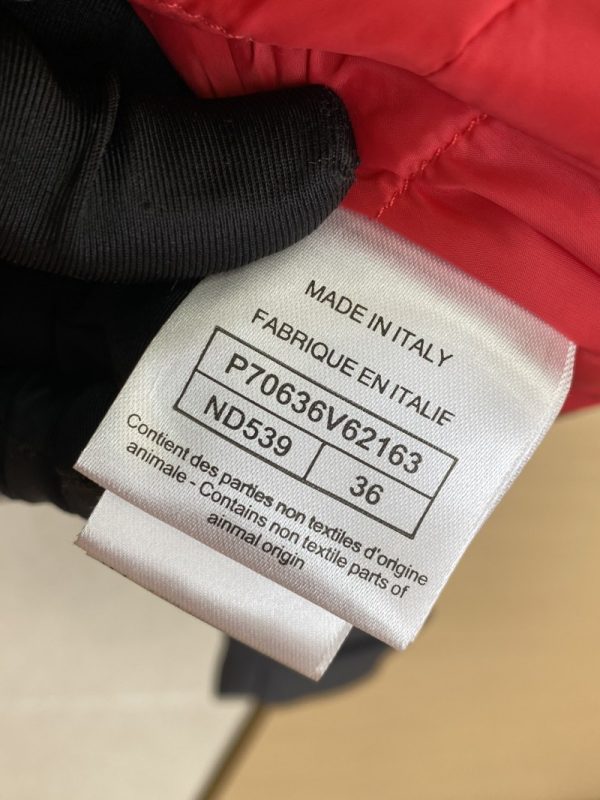 MADE IN ITALY
FABRIQUE EN ITALIE
P70636V62163
ND539 36
Contient des parties non textiles d'origine
animale - Contains non textile parts of
ainmal origin